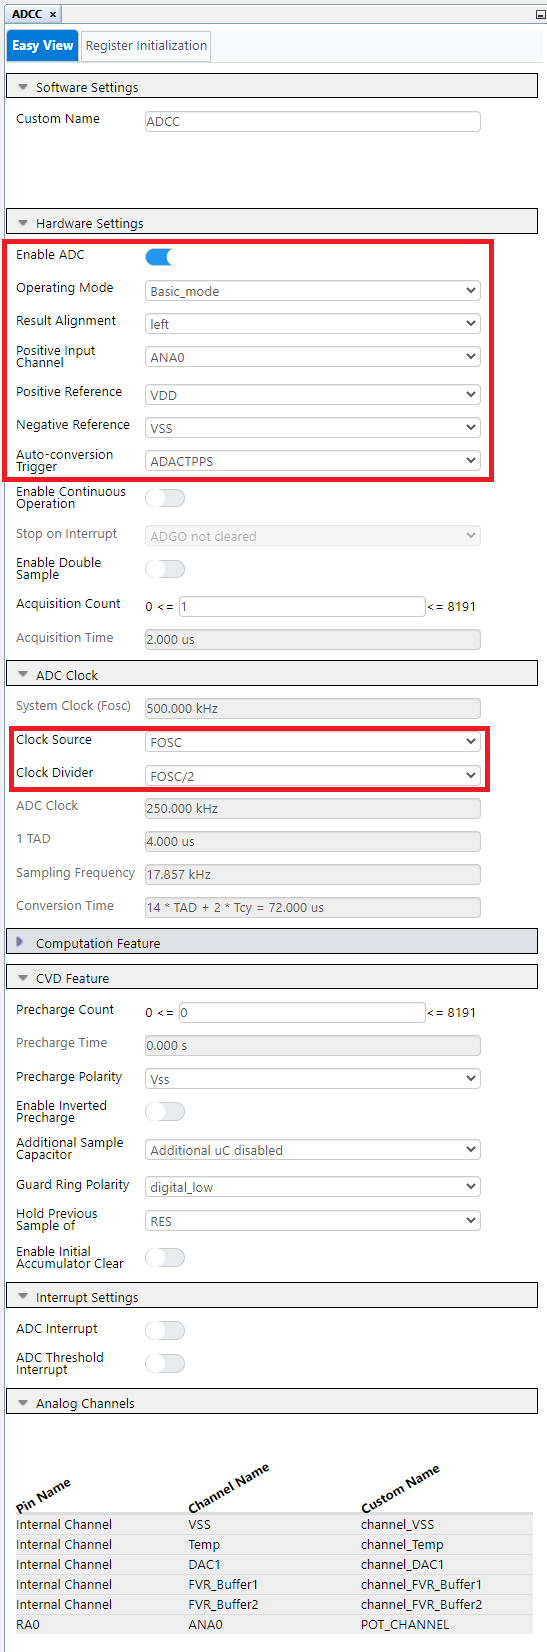 ADCC ×
Easy View Register Initialization
Software Settings
Custom Name ADCC
Hardware Settings
Enable ADC
Operating Mode Basic_mode
Result Alignment left
Positive Input
Channel ANA0
Positive Reference VDD
Negative Reference VSS
Auto-conversion
Trigger ADACTPPS
Enable Continuous
Operation
Stop on Interrupt ADGO not cleared
Enable Double
Sample
Acquisition Count 0 <= 1 <= 8191
Acquisition Time 2.000 us
ADC Clock
System Clock (Fosc) 500.000 kHz
Clock Source FOSC
Clock Divider FOSC/2
ADC Clock 250.000 kHz
1 TAD 4.000 us
Sampling Frequency 17.857 kHz
Conversion Time 14 * TAD + 2 * Tcy = 72.000 us
Computation Feature
CVD Feature
Precharge Count 0 <= 0 <= 8191
Precharge Time 0.000 s
Precharge Polarity Vss
Enable Inverted
Precharge
Additional Sample
Capacitor Additional uC disabled
Guard Ring Polarity digital_low
Hold Previous
Sample of RES
Enable Initial
Accumulator Clear
Interrupt Settings
ADC Interrupt
ADC Threshold
Interrupt
Analog Channels
Pin Name Channel Name Custom Name
Internal Channel VSS channel_VSS
Internal Channel Temp channel_Temp
Internal Channel DAC1 channel_DAC1
Internal Channel FVR_Buffer1 channel_FVR_Buffer1
Internal Channel FVR_Buffer2 channel_FVR_Buffer2
RA0 ANA0 POT_CHANNEL